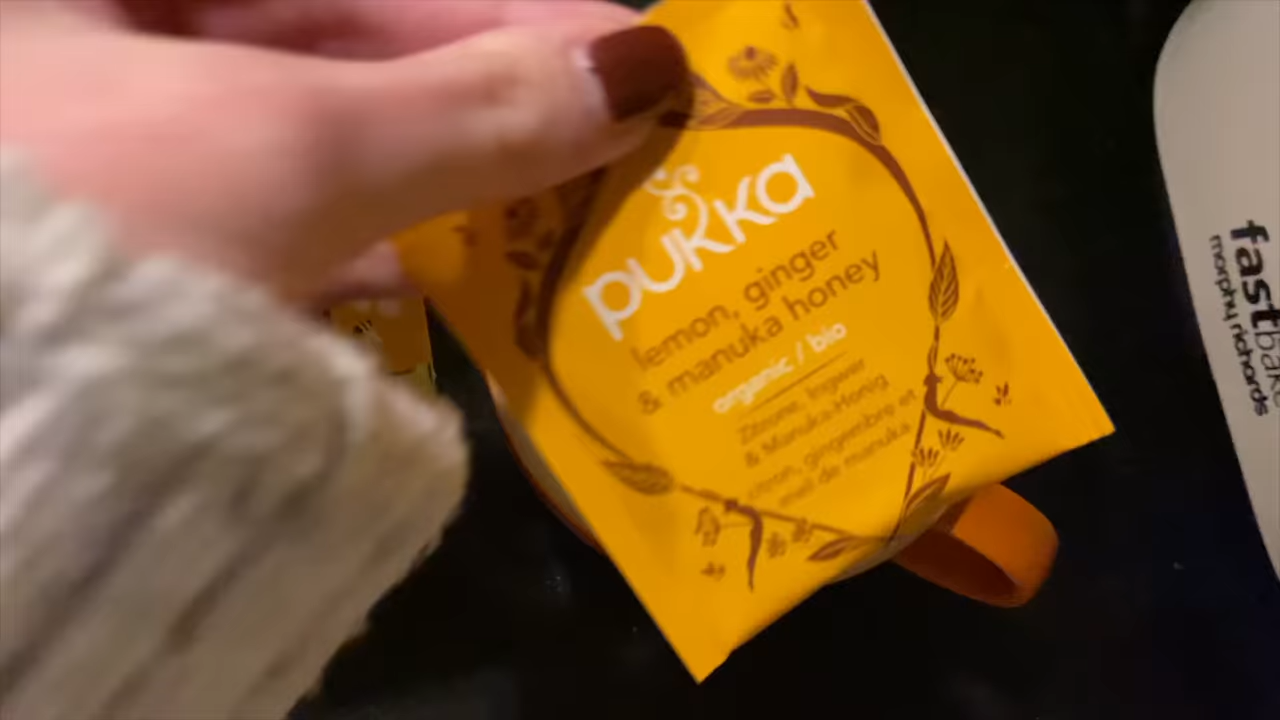 pukka
lemon, ginger
& manuka honey
organic / bio
Zitrone, Ingwer
& Manuka-Honig
citron, gingembre et
miel de manuka
fastbake
morphy richards